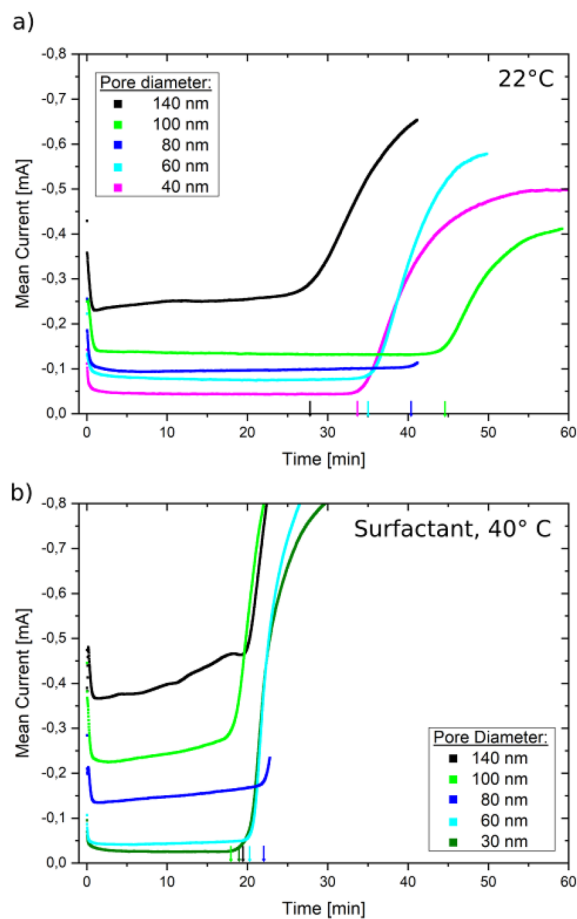 a)
-0,8
-0,7
-0,6
-0,5
-0,4
-0,3
-0,2
-0,1
0,0
Mean Current [mA]
Pore diameter:
140 nm
100 nm
80 nm
60 nm
40 nm
22°C
0 10 20 30 40 50 60
Time [min]
b)
-0,8
-0,7
-0,6
-0,5
-0,4
-0,3
-0,2
-0,1
0,0
Mean Current [mA]
Surfactant, 40° C
Pore Diameter:
140 nm
100 nm
80 nm
60 nm
30 nm
0 10 20 30 40 50 60
Time [min]